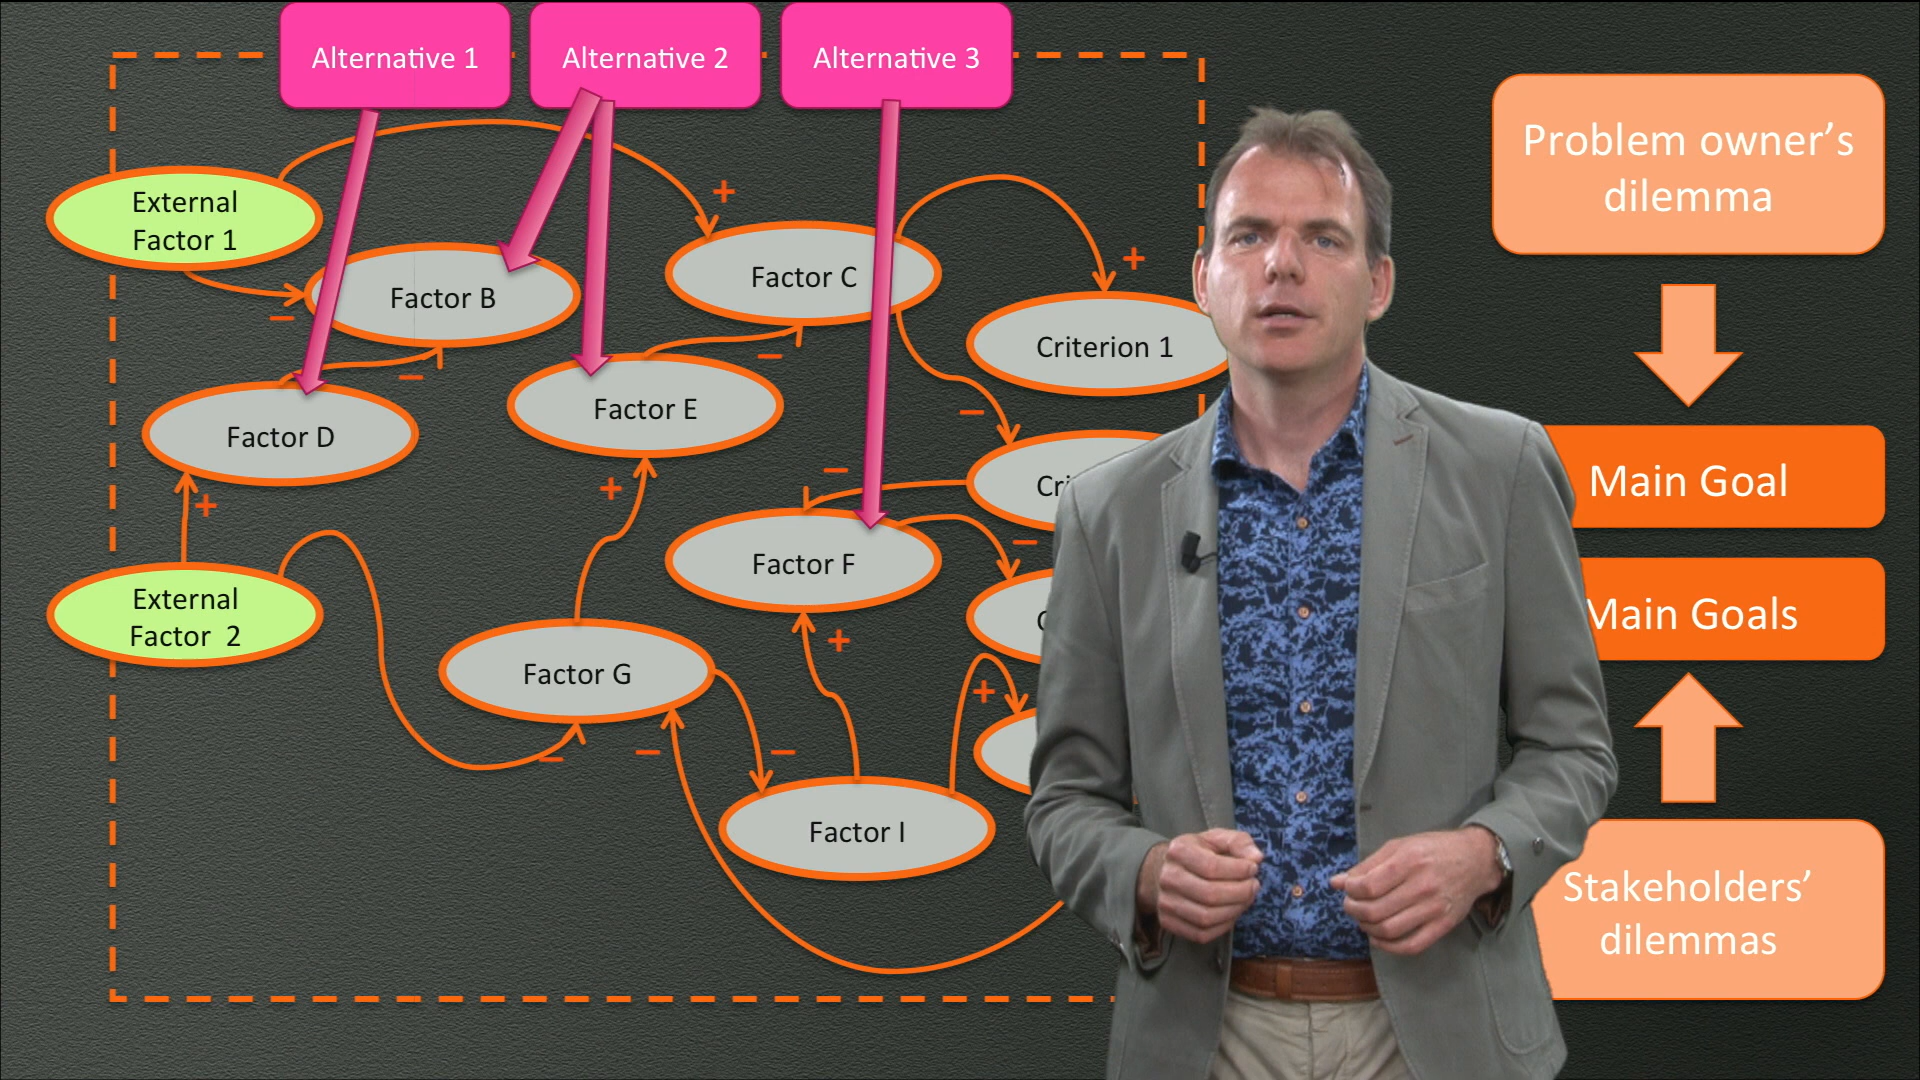 Alternative 1
Alternative 2
Alternative 3
Problem owner’s
dilemma
External
Factor 1
Factor B
Factor C
Criterion 1
Factor D
Factor E
Main Goal
Factor F
External
Factor 2
Main Goals
Factor G
Factor I
Stakeholders’
dilemmas
+
−
+
−
−
+
−
+
−
−
+
+
−
−
−